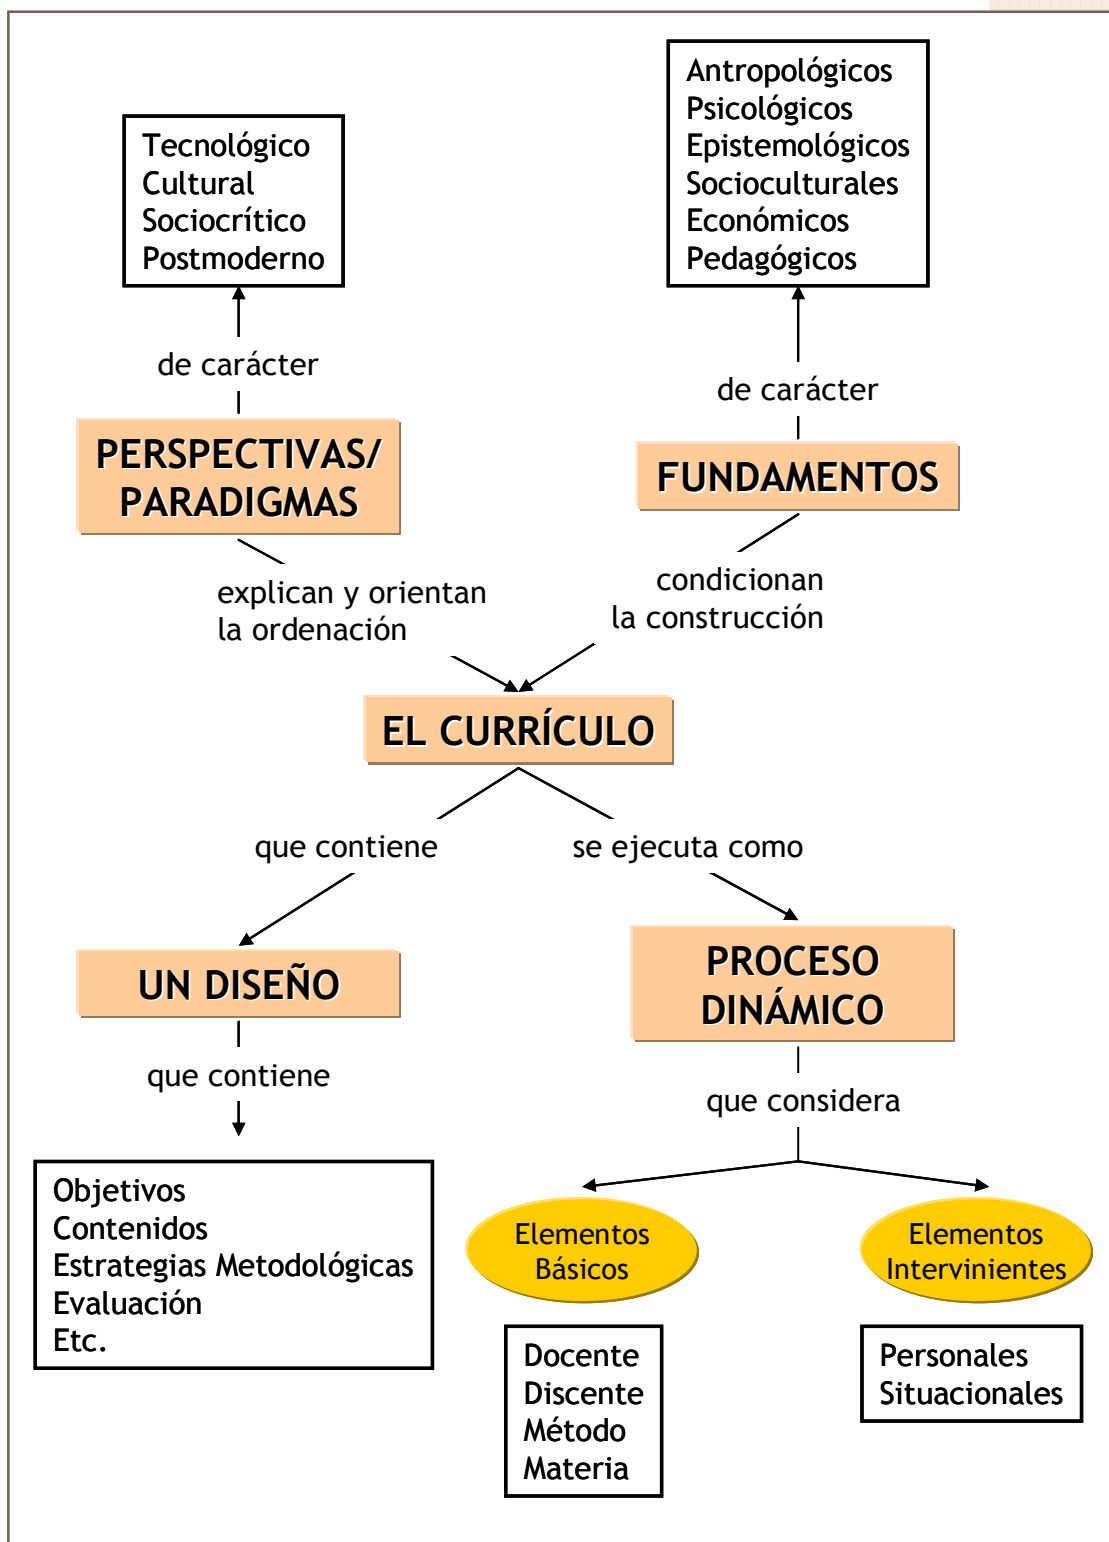 Tecnológico
Cultural
Sociocrítico
Postmoderno
Antropológicos
Psicológicos
Epistemológicos
Socioculturales
Económicos
Pedagógicos
de carácter
de carácter
PERSPECTIVAS/
PARADIGMAS
FUNDAMENTOS
explican y orientan
la ordenación
condicionan
la construcción
EL CURRÍCULO
que contiene
se ejecuta como
UN DISEÑO
PROCESO
DINÁMICO
que contiene
que considera
Objetivos
Contenidos
Estrategias Metodológicas
Evaluación
Etc.
Elementos
Básicos
Elementos
Intervinientes
Docente
Discente
Método
Materia
Personales
Situacionales